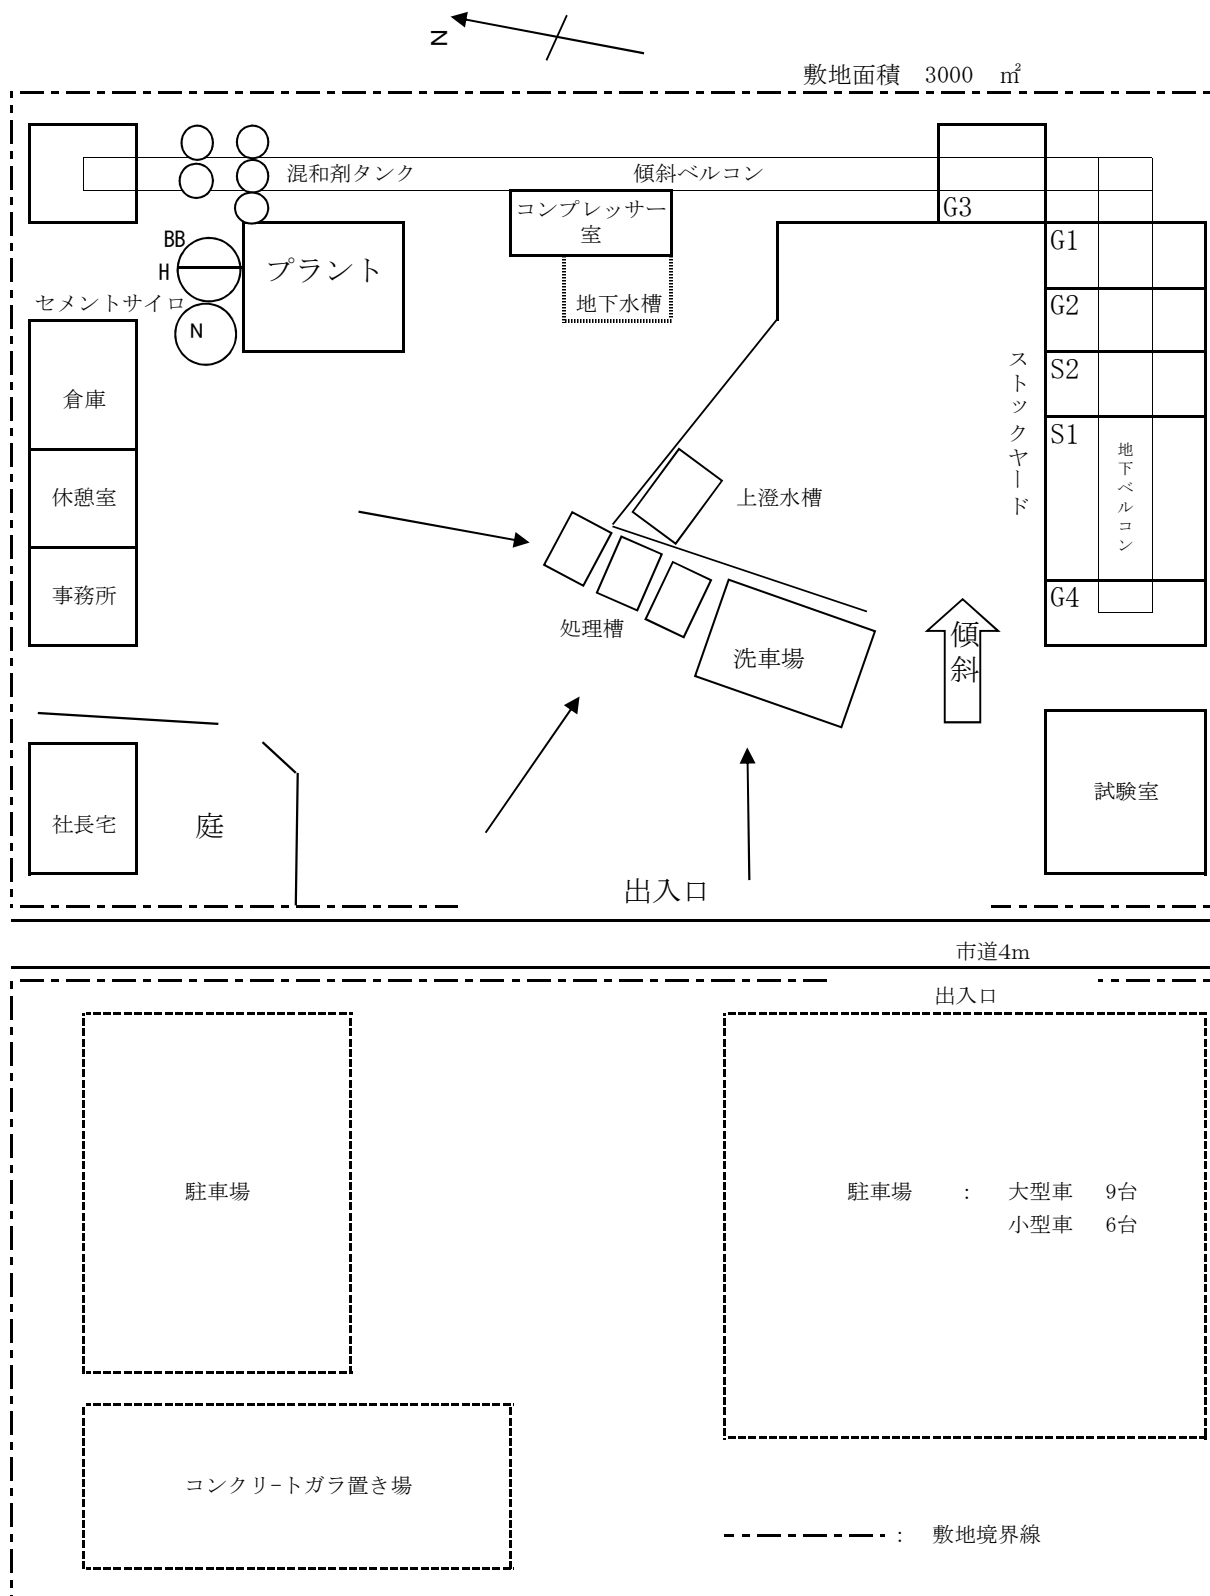 N
敷地面積 3000 ㎡
混和剤タンク
傾斜ベルコン
コンプレッサー
室
G3
G1
BB
H
プラント
セメントサイロ
N
地下水槽
G2
ストックヤード
S2
倉庫
S1
地下ベルコン
休憩室
上澄水槽
事務所
G4
処理槽
傾斜
洗車場
試験室
社長宅
庭
出入口
市道4m
出入口
駐車場
駐車場 : 大型車 9台
小型車 6台
コンクリートガラ置き場
: 敷地境界線